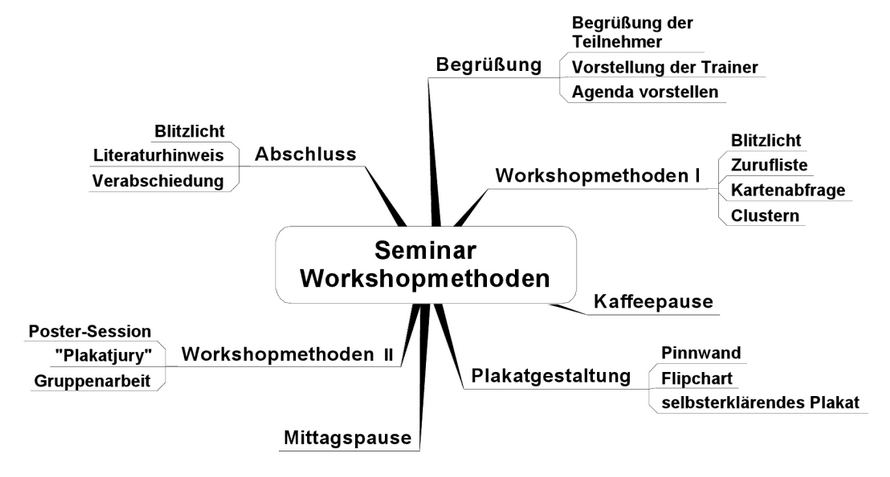 Begrüßung der
Teilnehmer
Begrüßung
Vorstellung der Trainer
Agenda vorstellen
Blitzlicht
Literaturhinweis
Abschluss
Verabschiedung
Blitzlicht
Zurufliste
Workshopmethoden I
Kartenabfrage
Clustern
Seminar
Workshopmethoden
Kaffeepause
Poster-Session
"Plakatjury"
Workshopmethoden II
Gruppenarbeit
Pinnwand
Plakatgestaltung
Flipchart
selbsterklärendes Plakat
Mittagspause